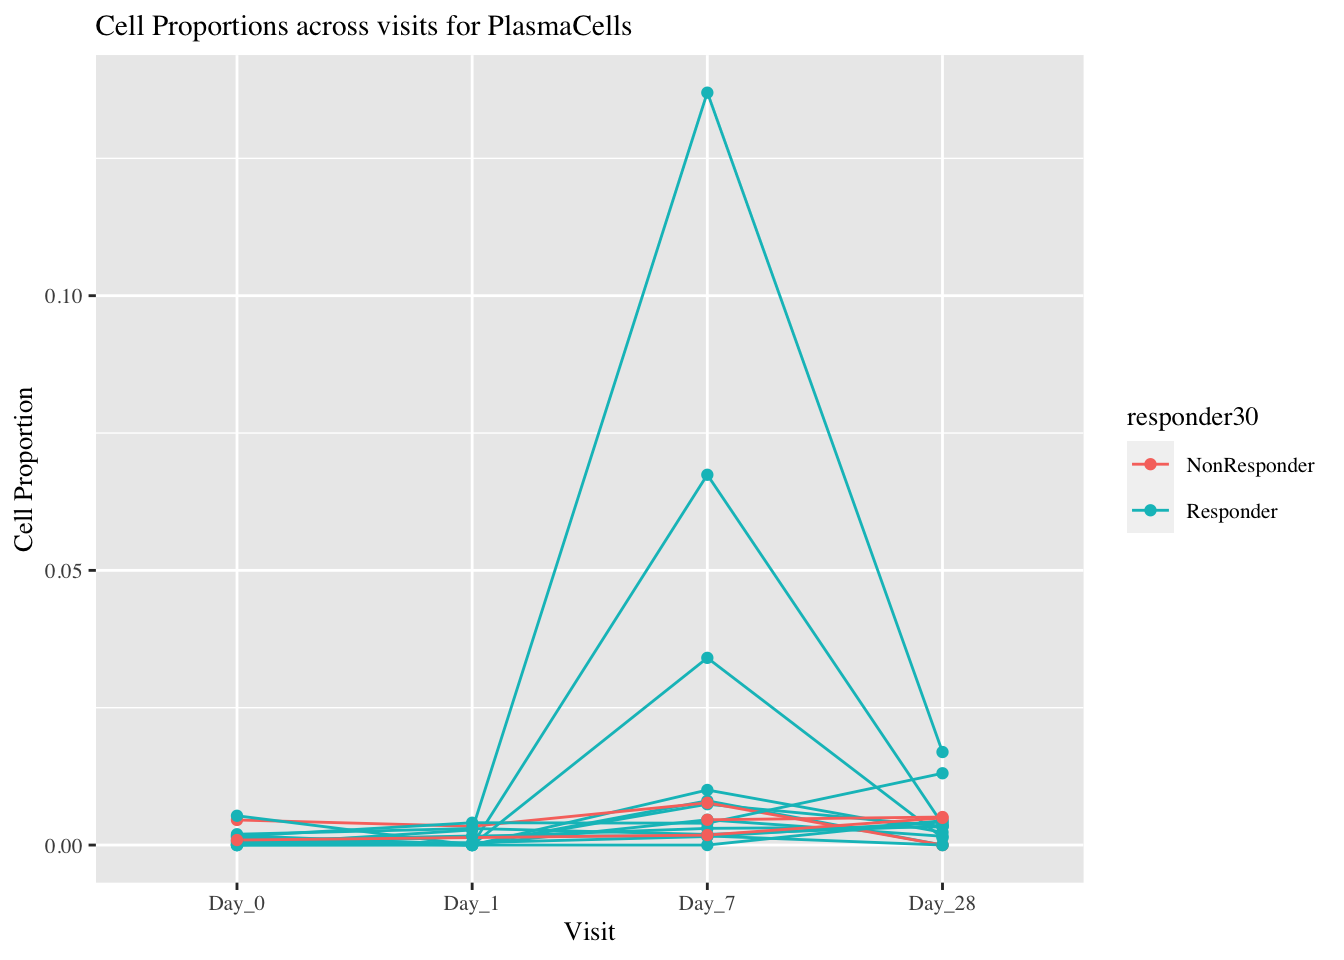 Cell Proportions across visits for PlasmaCells
Cell Proportion
0.10
0.05
0.00
Day_0 Day_1 Day_7 Day_28
Visit
responder30
NonResponder
Responder